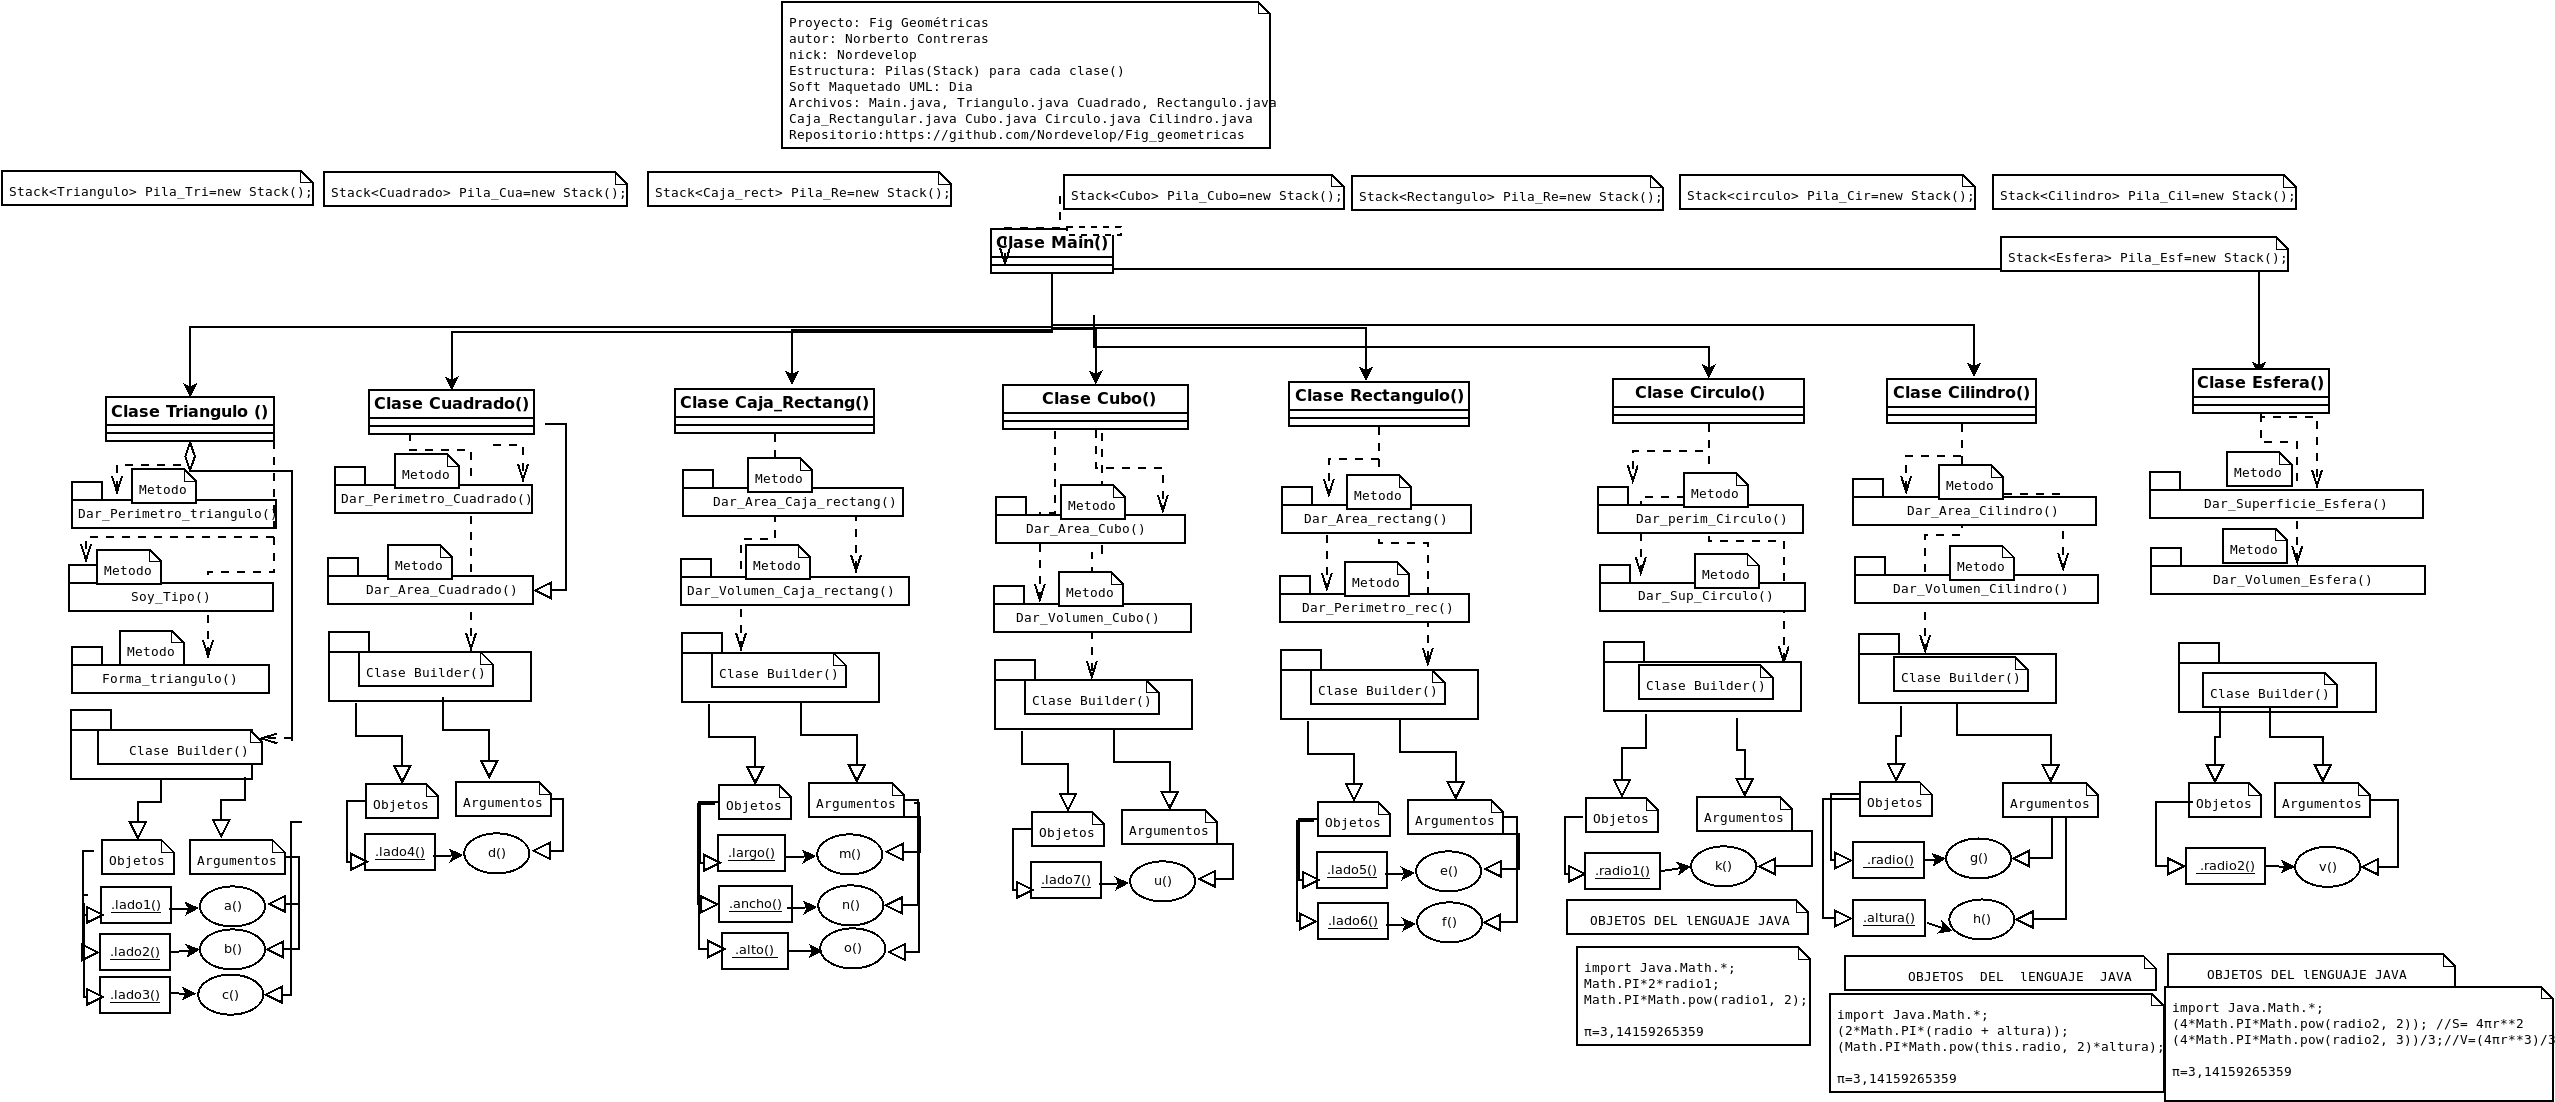 Proyecto: Fig Geométricas
autor: Norberto Contreras
nick: Nordevelop
Estructura: Pilas(Stack) para cada clase()
Soft Maquetado UML: Dia
Archivos: Main.java, Triangulo.java Cuadrado, Rectangulo.java
Caja_Rectangular.java Cubo.java Circulo.java Cilindro.java
Repositorio:https://github.com/Nordevelop/Fig_geometricas
Stack<Triangulo> Pila_Tri=new Stack();
Stack<Cuadrado> Pila_Cua=new Stack();
Stack<Caja_rect> Pila_Re=new Stack();
Stack<Cubo> Pila_Cubo=new Stack();
Stack<Rectangulo> Pila_Re=new Stack();
Stack<circulo> Pila_Cir=new Stack();
Stack<Cilindro> Pila_Cil=new Stack();
Stack<Esfera> Pila_Esf=new Stack();
Clase Main()
Clase Triangulo ()
Metodo
Dar_Perimetro_triangulo()
Metodo
Soy_Tipo()
Metodo
Forma_triangulo()
Clase Builder()
Objetos
Argumentos
.lado1()
a()
.lado2()
b()
.lado3()
c()
Clase Cuadrado()
Metodo
Dar_Perimetro_Cuadrado()
Metodo
Dar_Area_Cuadrado()
Clase Builder()
Objetos
Argumentos
.lado4()
d()
Clase Caja_Rectang()
Metodo
Dar_Area_Caja_rectang()
Metodo
Dar_Volumen_Caja_rectang()
Clase Builder()
Objetos
Argumentos
.largo()
m()
.ancho()
n()
.alto()
o()
Clase Cubo()
Metodo
Dar_Area_Cubo()
Metodo
Dar_Volumen_Cubo()
Clase Builder()
Objetos
Argumentos
.lado7()
u()
Clase Rectangulo()
Metodo
Dar_Area_rectang()
Metodo
Dar_Perimetro_rec()
Clase Builder()
Objetos
Argumentos
.lado5()
e()
.lado6()
f()
Clase Circulo()
Metodo
Dar_perim_Circulo()
Metodo
Dar_Sup_Circulo()
Clase Builder()
Objetos
Argumentos
.radio1()
k()
OBJETOS DEL lENGUAJE JAVA
import Java.Math.*;
Math.PI*2*radio1;
Math.PI*Math.pow(radio1, 2);
π=3,14159265359
Clase Cilindro()
Metodo
Dar_Area_Cilindro()
Metodo
Dar_Volumen_Cilindro()
Clase Builder()
Objetos
Argumentos
.radio()
g()
.altura()
h()
OBJETOS DEL lENGUAJE JAVA
import Java.Math.*;
(2*Math.PI*(radio + altura));
(Math.PI*Math.pow(this.radio, 2)*altura);
π=3,14159265359
Clase Esfera()
Metodo
Dar_Superficie_Esfera()
Metodo
Dar_Volumen_Esfera()
Clase Builder()
Objetos
Argumentos
.radio2()
v()
OBJETOS DEL lENGUAJE JAVA
import Java.Math.*;
(4*Math.PI*Math.pow(radio2, 2)); //S= 4πr**2
(4*Math.PI*Math.pow(radio2, 3))/3;//V=(4πr**3)/3
π=3,14159265359